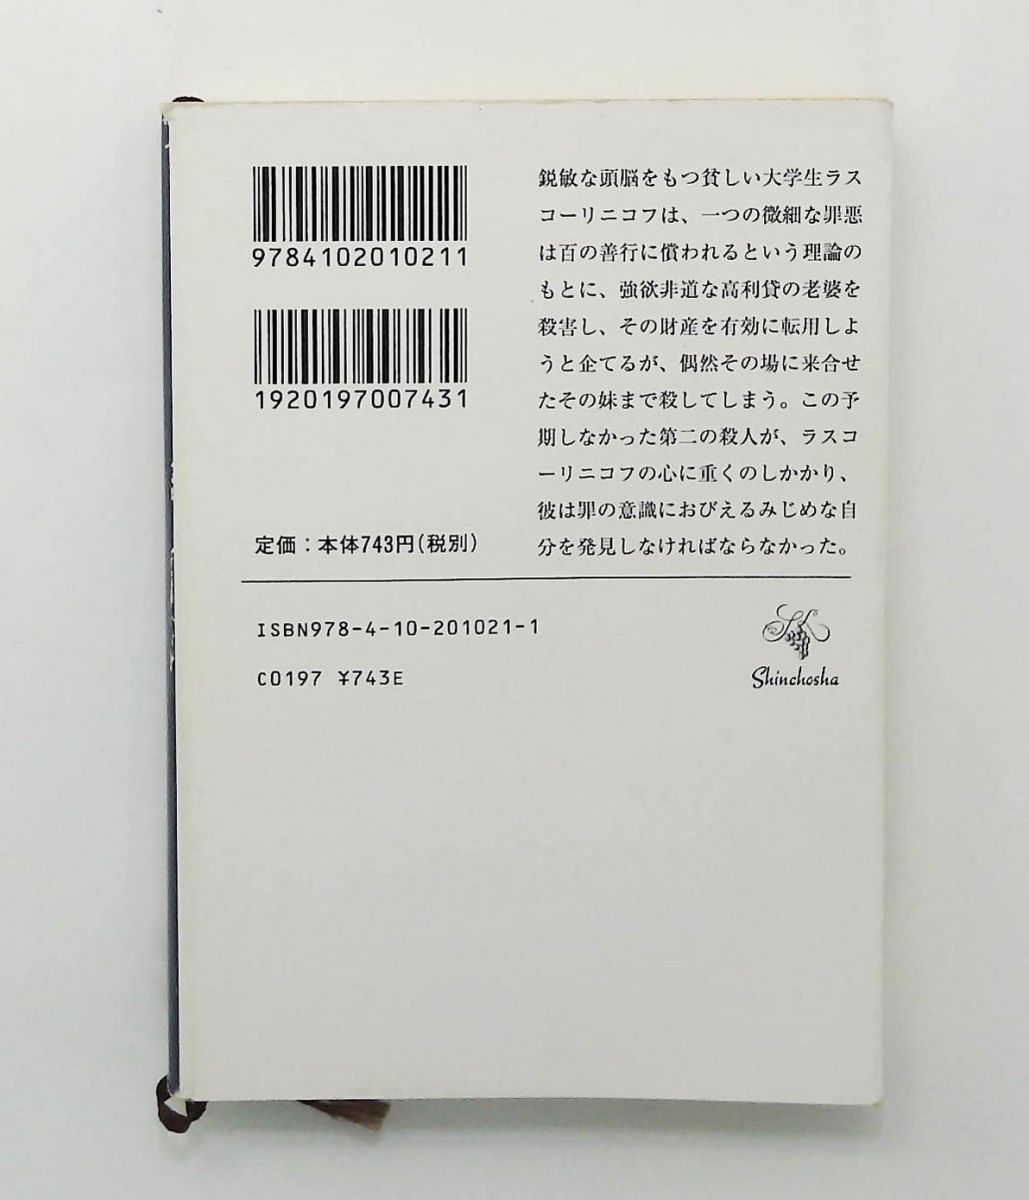 9784102010211
1920197007431
定価：本体743円(税別)
鋭敏な頭脳をもつ貧しい大学生ラス
コーリニコフは、一つの微細な罪悪
は百の善行に償われるという理論の
もとに、強欲非道な高利貸の老婆を
殺害し、その財産を有効に転用しよ
うと企てるが、偶然その場に来合せ
たその妹まで殺してしまう。この予
期しなかった第二の殺人が、ラスコ
ーリニコフの心に重くのしかかり、
彼は罪の意識におびえるみじめな自
分を発見しなければならなかった。
ISBN978-4-10-201021-1
C0197 ¥743E
Shinchosha